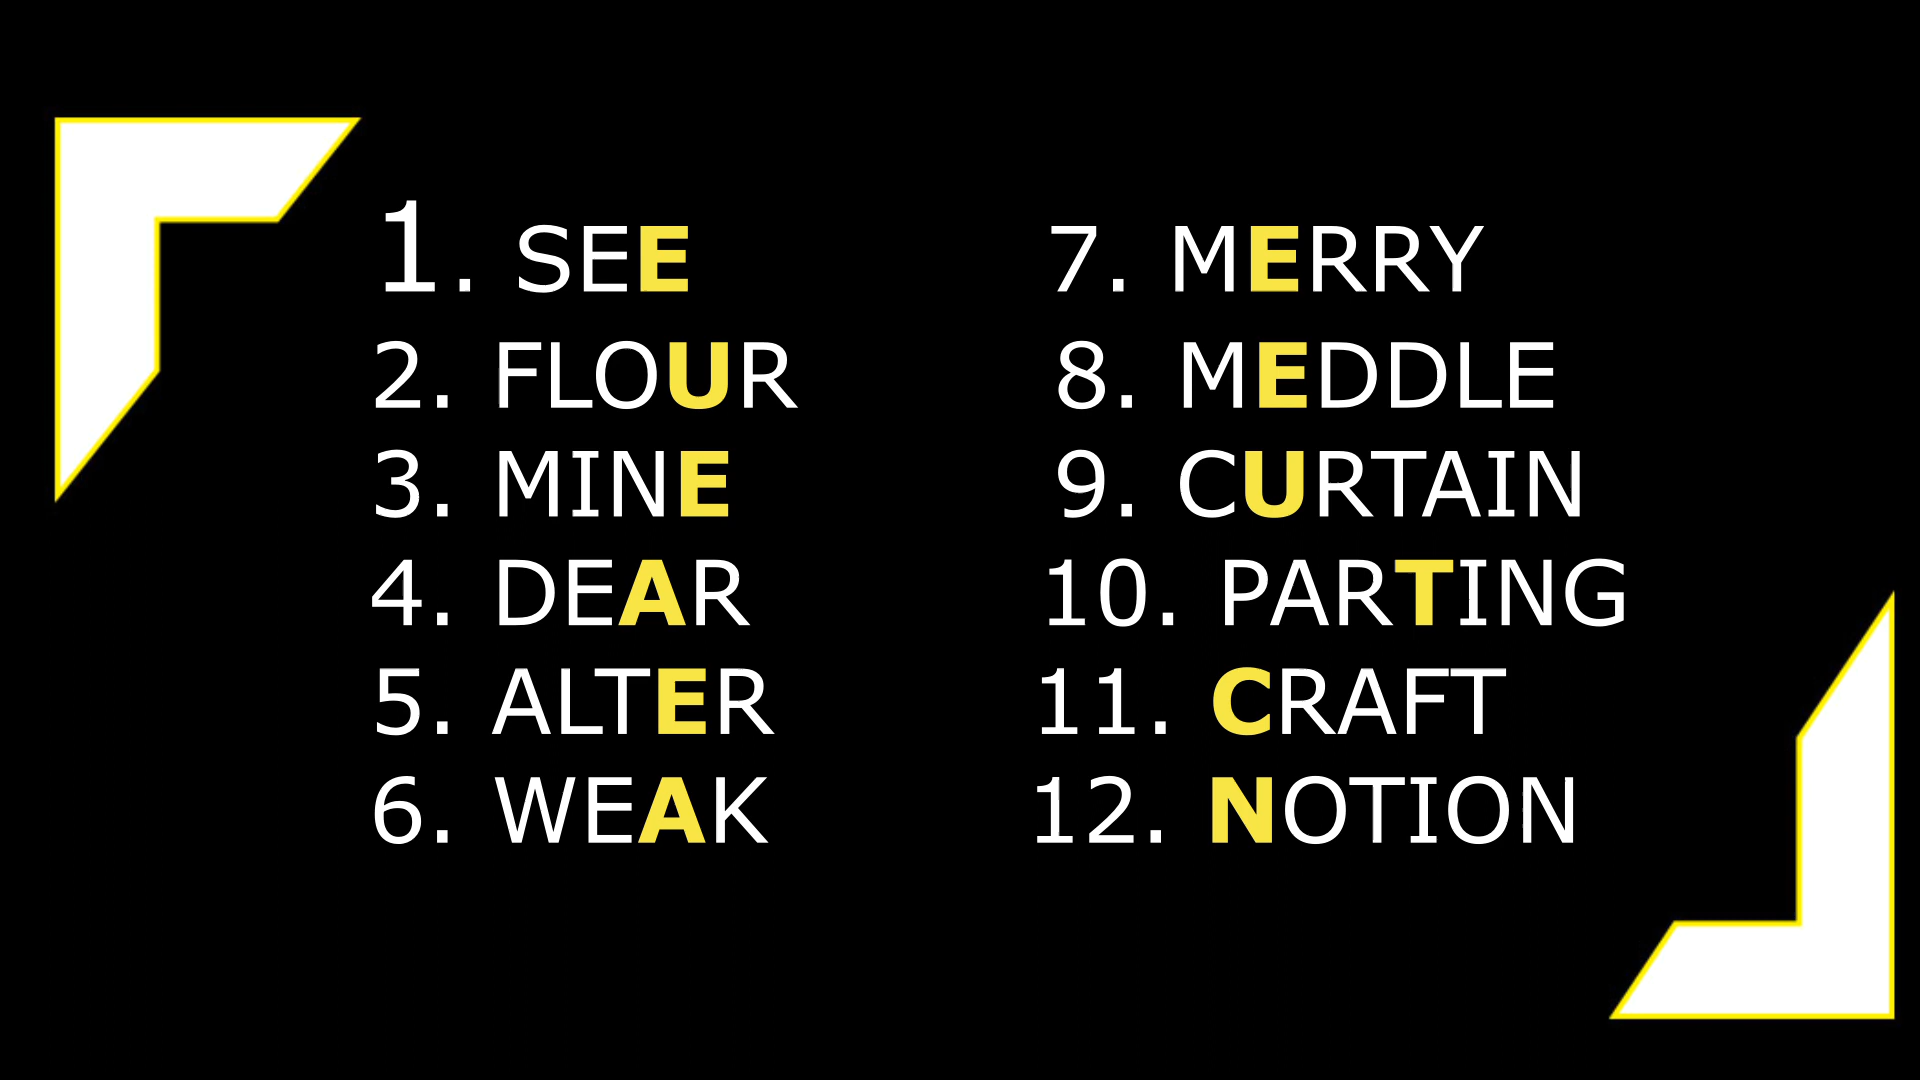 1. SEE
2. FLOUR
3. MINE
4. DEAR
5. ALTER
6. WEAK
7. MERRY
8. MEDDLE
9. CURTAIN
10. PARTING
11. CRAFT
12. NOTION